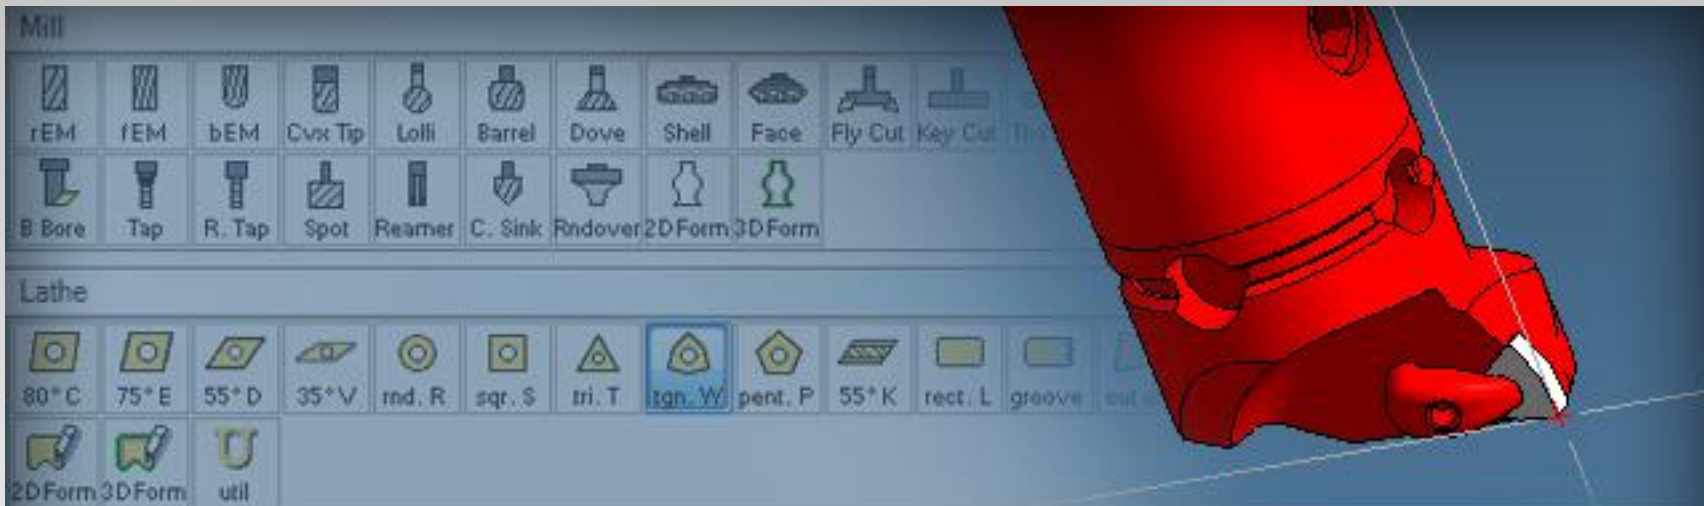 Mill
rEM fEM bEM Cvx Tip Lolli Barrel Dove Shell Face Fly Cut Key Cut
B Bore Tap R. Tap Spot Reamer C. Sink Rndover 2D Form 3D Form
Lathe
80° C 75° E 55° D 35° V rnd. R sqr. S tri. T tgn. W pent. P 55° K rect. L groove
2D Form 3D Form util